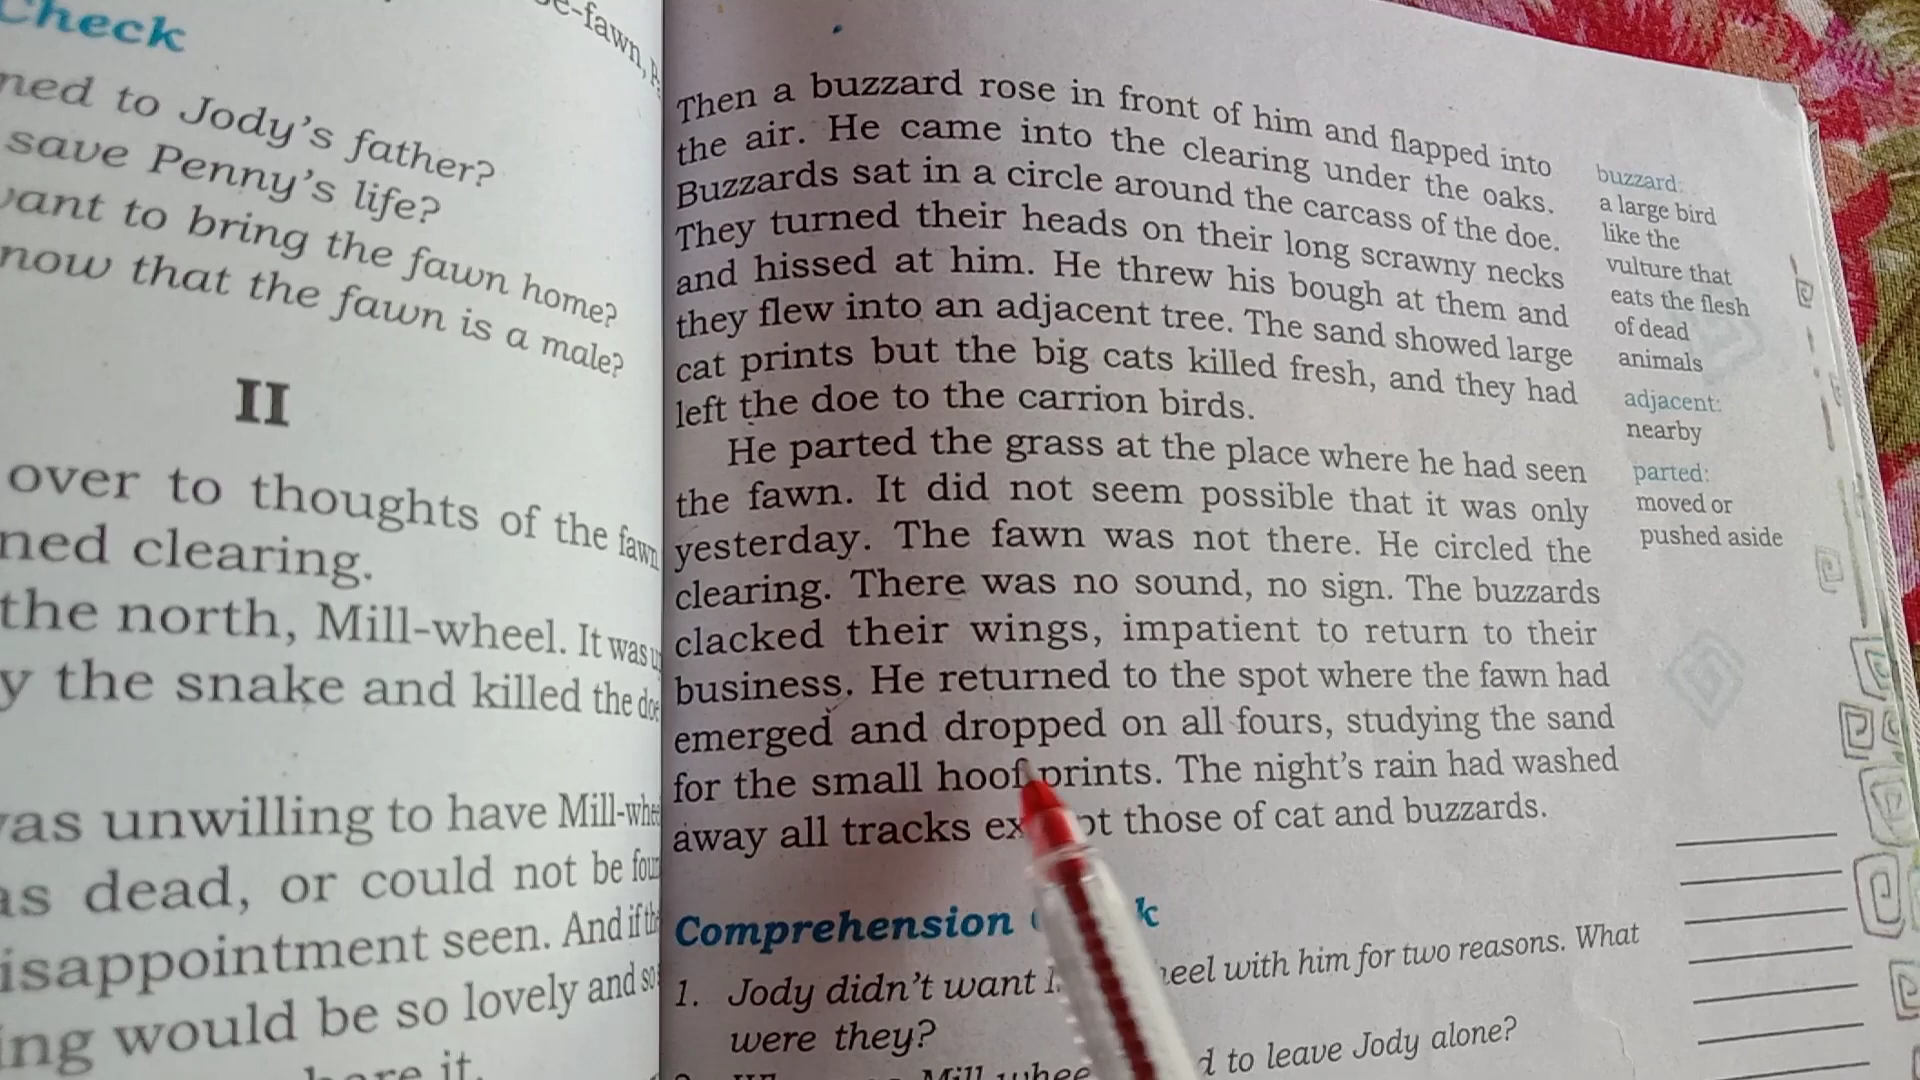 Check
to Jody's father?
save Penny's life?
to bring the fawn home?
that the fawn is a male?
II
over to thoughts of the fawn
clearing.
the north, Mill-wheel. It was
the snake and killed the doe
unwilling to have
dead, or could not be
seen. And if
would be so lovely and
it.
Then a buzzard rose in front of him and flapped into
the air. He came into the clearing under the oaks.
Buzzards sat in a circle around the carcass of the doe.
They turned their heads on their long scrawny necks
and hissed at him. He threw his bough at them and
they flew into an adjacent tree. The sand showed large
cat prints but the big cats killed fresh, and they had
left the doe to the carrion birds.
He parted the grass at the place where he had seen
the fawn. It did not seem possible that it was only
yesterday. The fawn was not there. He circled the
clearing. There was no sound, no sign. The buzzards
clacked their wings, impatient to return to their
business. He returned to the spot where the fawn had
emerged and dropped on all fours, studying the sand
for the small hoof prints. The night's rain had washed
away all tracks those of cat and buzzards.
buzzard:
a large bird
like the
vulture that
eats the flesh
of dead
animals
adjacent:
nearby
parted:
moved or
pushed aside
Comprehension
1. Jody didn't want with him for two reasons. What
were they?
to leave Jody alone?